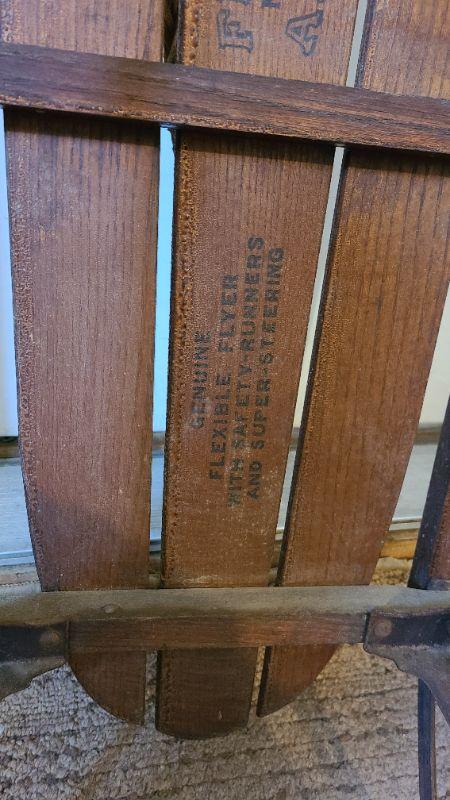 GENUINE
FLEXIBLE FLYER
WITH SAFETY-RUNNERS
AND SUPER-STEERING